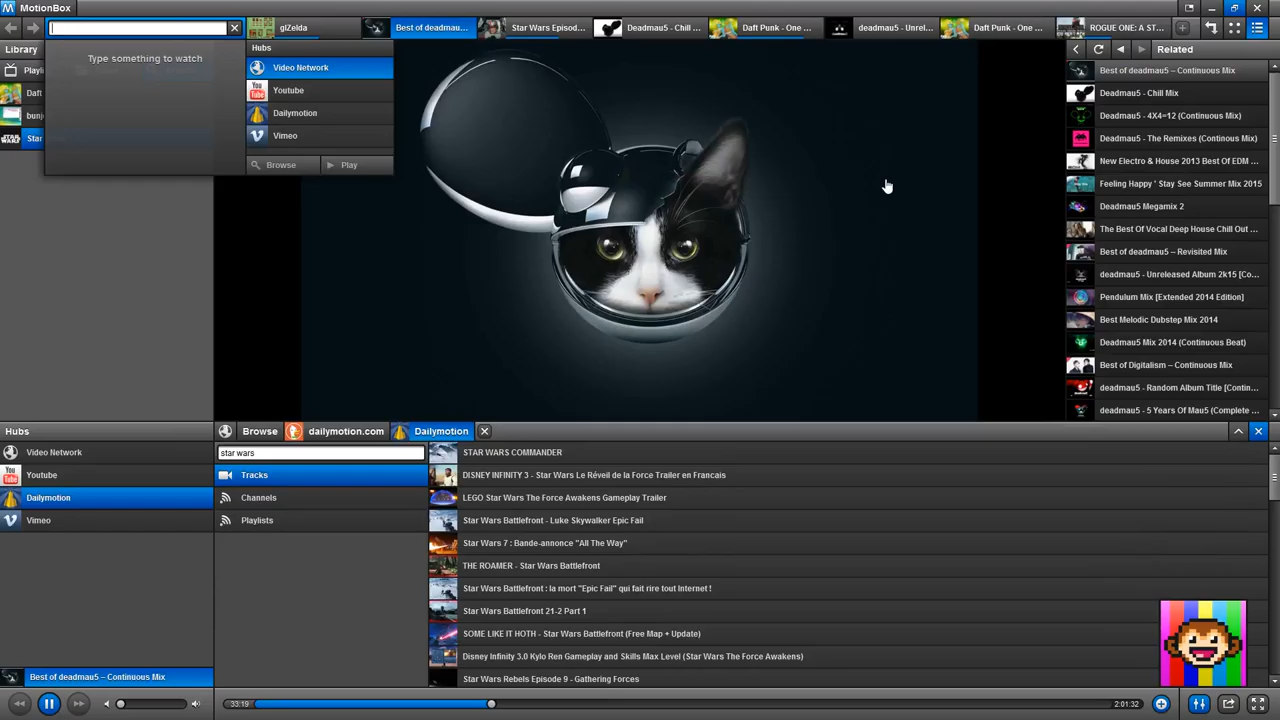 MotionBox
glZelda
Best of deadmau...
Star Wars Episod...
Deadmau5 - Chill ...
Daft Punk - One ...
deadmau5 - Unrel...
Daft Punk - One ...
ROGUE ONE: A ST...
Library
Hubs
Related
Type something to watch
Video Network
Youtube
Dailymotion
Vimeo
Browse
Play
Playli
Daft
bunj
Star
STAR WARS
Best of deadmau5 – Continuous Mix
Deadmau5 - Chill Mix
Deadmau5 - 4X4=12 (Continuous Mix)
Deadmau5 - The Remixes (Continous Mix)
New Electro & House 2013 Best Of EDM ...
Feeling Happy ' Stay See Summer Mix 2015
Deadmau5 Megamix 2
The Best Of Vocal Deep House Chill Out ...
Best of deadmau5 – Revisited Mix
deadmau5 - Unreleased Album 2k15 [Co...
Pendulum Mix [Extended 2014 Edition]
Best Melodic Dubstep Mix 2014
Deadmau5 Mix 2014 (Continuous Beat)
Best of Digitalism – Continuous Mix
deadmau5 - Random Album Title [Contin...
deadmau5 - 5 Years Of Mau5 (Complete ...
Hubs
Browse
dailymotion.com
Dailymotion
Video Network
Youtube
Dailymotion
Vimeo
star wars
Tracks
Channels
Playlists
STAR WARS COMMANDER
DISNEY INFINITY 3 - Star Wars Le Réveil de la Force Trailer en Francais
LEGO Star Wars The Force Awakens Gameplay Trailer
Star Wars Battlefront - Luke Skywalker Epic Fail
Star Wars 7 : Bande-annonce "All The Way"
THE ROAMER - Star Wars Battlefront
Star Wars Battlefront : la mort "Epic Fail" qui fait rire tout Internet !
Star Wars Battlefront 21-2 Part 1
SOME LIKE IT HOTH - Star Wars Battlefront (Free Map + Update)
Disney Infinity 3.0 Kylo Ren Gameplay and Skills Max Level (Star Wars The Force Awakens)
Star Wars Rebels Episode 9 - Gathering Forces
Best of deadmau5 – Continuous Mix
33:19
2:01:32